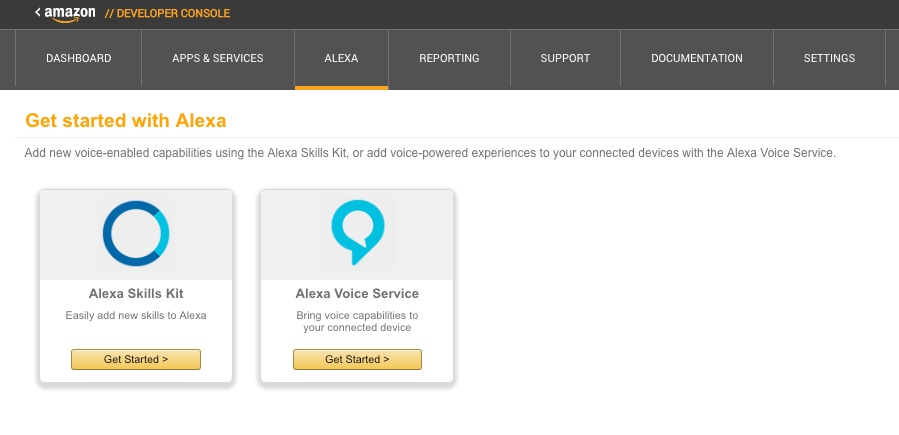 < amazon // DEVELOPER CONSOLE
DASHBOARD APPS & SERVICES ALEXA REPORTING SUPPORT DOCUMENTATION SETTINGS
Get started with Alexa
Add new voice-enabled capabilities using the Alexa Skills Kit, or add voice-powered experiences to your connected devices with the Alexa Voice Service.
Alexa Skills Kit
Easily add new skills to Alexa
Get Started >
Alexa Voice Service
Bring voice capabilities to
your connected device
Get Started >